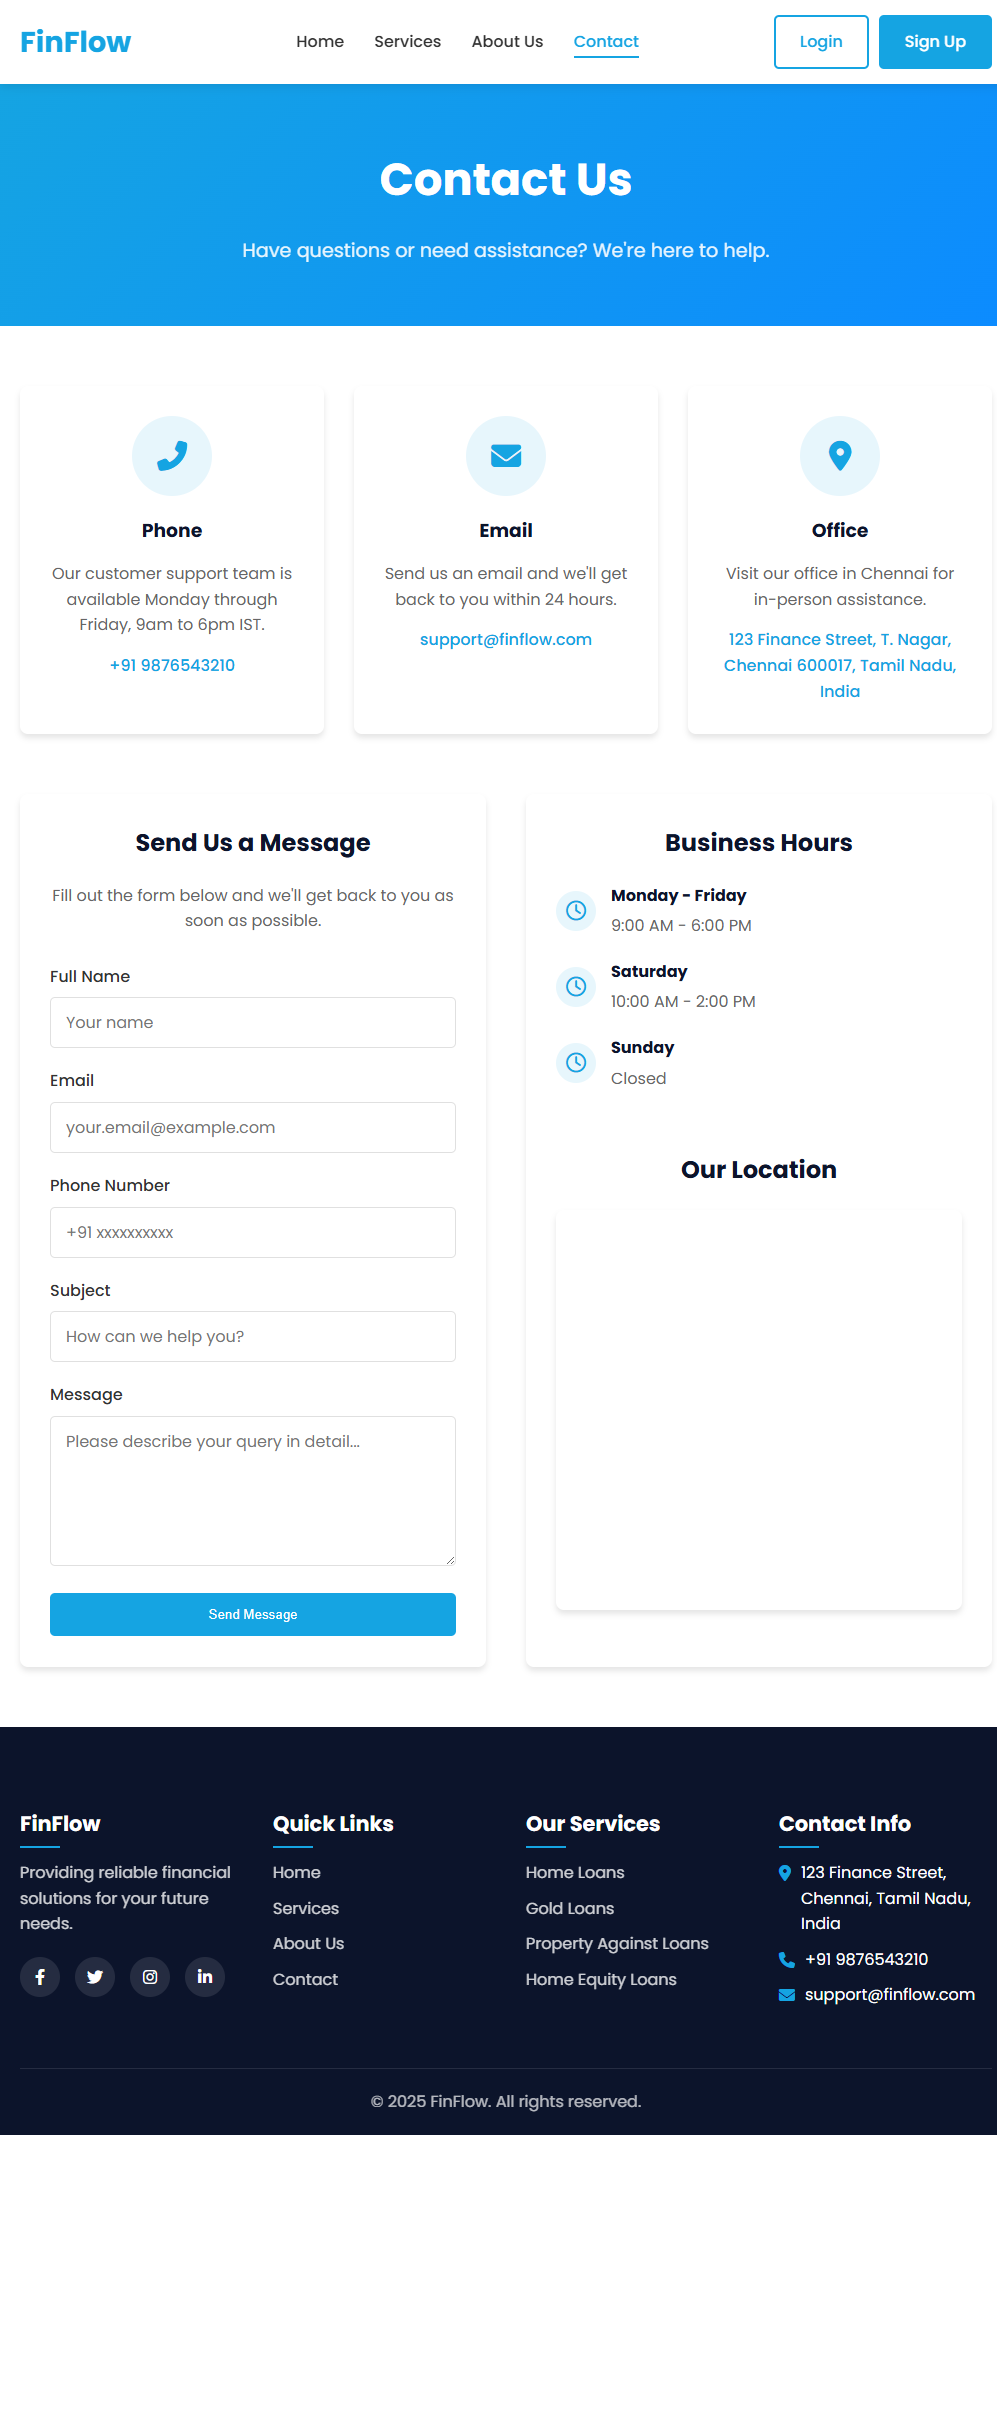 FinFlow
Home
Services
About Us
Contact
Login
Sign Up
Contact Us
Have questions or need assistance? We're here to help.
Phone
Our customer support team is
available Monday through
Friday, 9am to 6pm IST.
+91 9876543210
Email
Send us an email and we'll get
back to you within 24 hours.
support@finflow.com
Office
Visit our office in Chennai for
in-person assistance.
123 Finance Street, T. Nagar,
Chennai 600017, Tamil Nadu,
India
Send Us a Message
Fill out the form below and we'll get back to you as
soon as possible.
Full Name
Your name
Email
your.email@example.com
Phone Number
+91 xxxxxxxxxx
Subject
How can we help you?
Message
Please describe your query in detail...
Send Message
Business Hours
Monday - Friday
9:00 AM - 6:00 PM
Saturday
10:00 AM - 2:00 PM
Sunday
Closed
Our Location
FinFlow
Providing reliable financial
solutions for your future
needs.
Quick Links
Home
Services
About Us
Contact
Our Services
Home Loans
Gold Loans
Property Against Loans
Home Equity Loans
Contact Info
123 Finance Street,
Chennai, Tamil Nadu,
India
+91 9876543210
support@finflow.com
© 2025 FinFlow. All rights reserved.